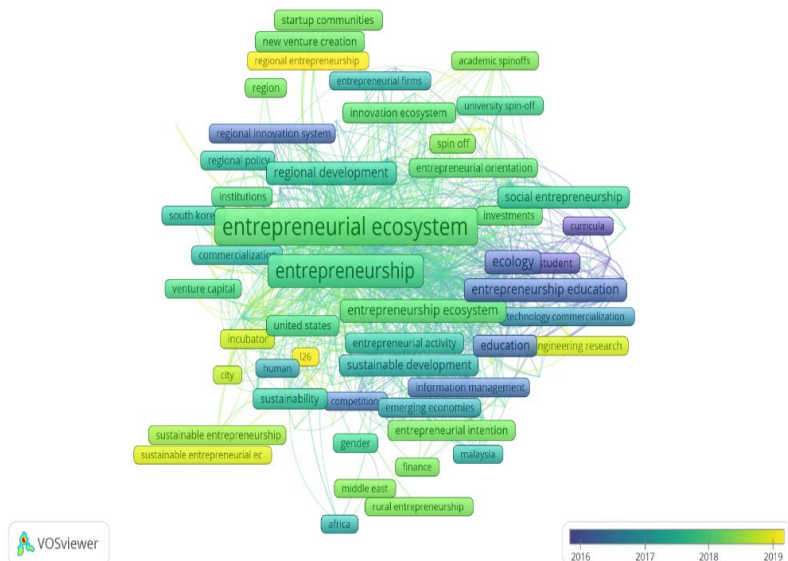 startup communities
new venture creation
regional entrepreneurship
academic spinoffs
entrepreneurial firms
region
innovation ecosystem
university spin-off
regional innovation system
spin off
regional policy
regional development
entrepreneurial orientation
institutions
social entrepreneurship
south kore
entrepreneurial ecosystem
investments
curricula
commercialization
entrepreneurship
ecology
student
venture capital
entrepreneurship education
entrepreneurship ecosystem
technology commercialization
united states
incubator
entrepreneurial activity
education
ngineering research
l26
human
sustainable development
city
information management
sustainability
competition
emerging economies
sustainable entrepreneurship
entrepreneurial intention
sustainable entrepreneurial ec.
gender
malaysia
finance
middle east
rural entrepreneurship
africa
VOSviewer
2016 2017 2018 2019